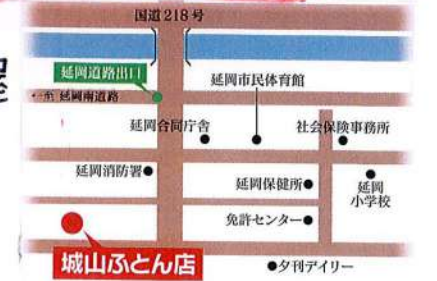 国道218号
延岡道路出口
延岡市民体育館
←至 延岡南道路
延岡合同庁舎
社会保険事務所
延岡消防署
延岡保健所
延岡
小学校
免許センター
城山ふとん店
夕刊デイリー